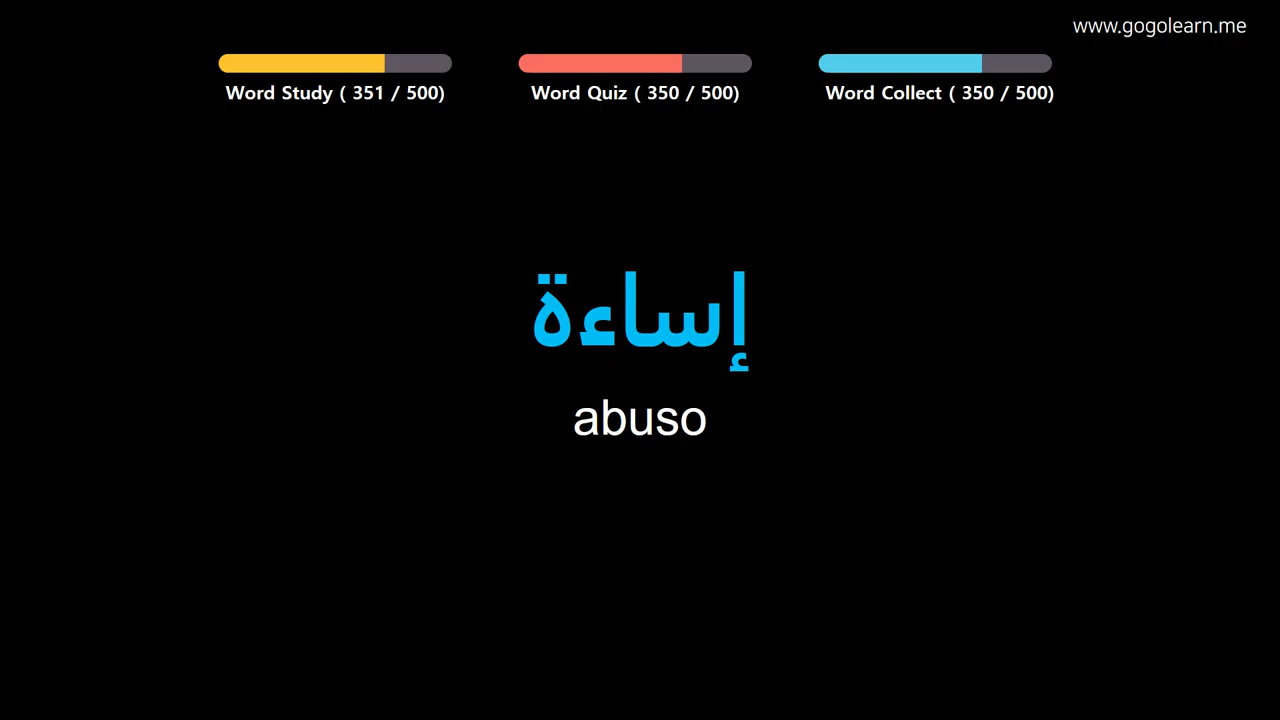 www.gogolearn.me
Word Study ( 351 / 500)
Word Quiz ( 350 / 500)
Word Collect ( 350 / 500)
إساءة
abuso